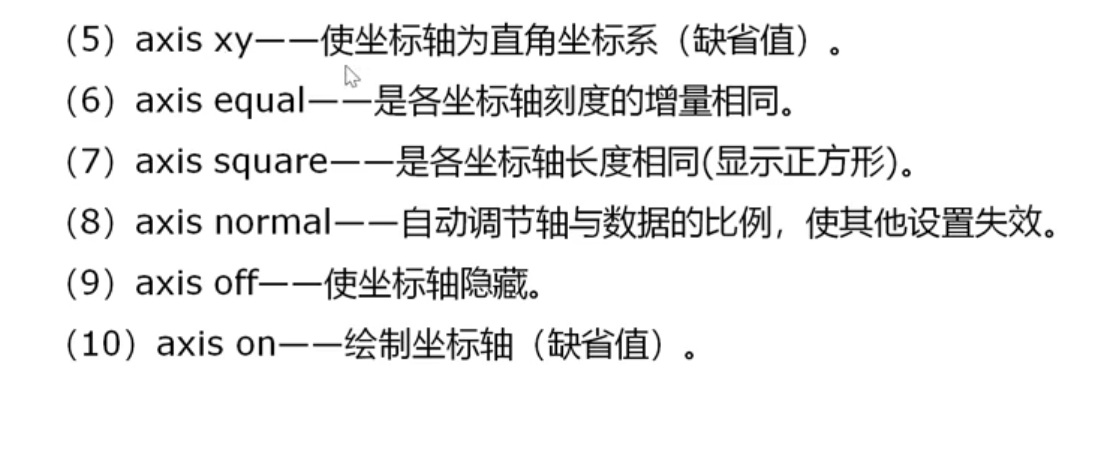 （5）axis xy——使坐标轴为直角坐标系（缺省值）。
（6）axis equal——是各坐标轴刻度的增量相同。
（7）axis square——是各坐标轴长度相同(显示正方形)。
（8）axis normal——自动调节轴与数据的比例，使其他设置失效。
（9）axis off——使坐标轴隐藏。
（10）axis on——绘制坐标轴（缺省值）。